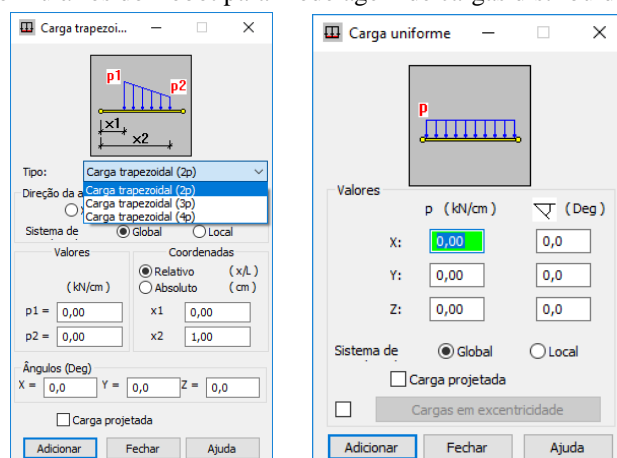 Carga trapezoi...
p1
p2
x1
x2
Tipo: Carga trapezoidal (2p)
Carga trapezoidal (2p)
Carga trapezoidal (3p)
Carga trapezoidal (4p)
Direção da a
Sistema de Global Local
Valores Coordenadas
Relativo (x/L)
(kN/cm) Absoluto (cm)
p1 = 0,00 x1 0,00
p2 = 0,00 x2 1,00
Ângulos (Deg)
X = 0,0 Y = 0,0 Z = 0,0
Carga projetada
Adicionar Fechar Ajuda
Carga uniforme
p
Valores
p (kN/cm) (Deg)
X: 0,00 0,0
Y: 0,00 0,0
Z: 0,00 0,0
Sistema de Global Local
Carga projetada
Cargas em excentricidade
Adicionar Fechar Ajuda